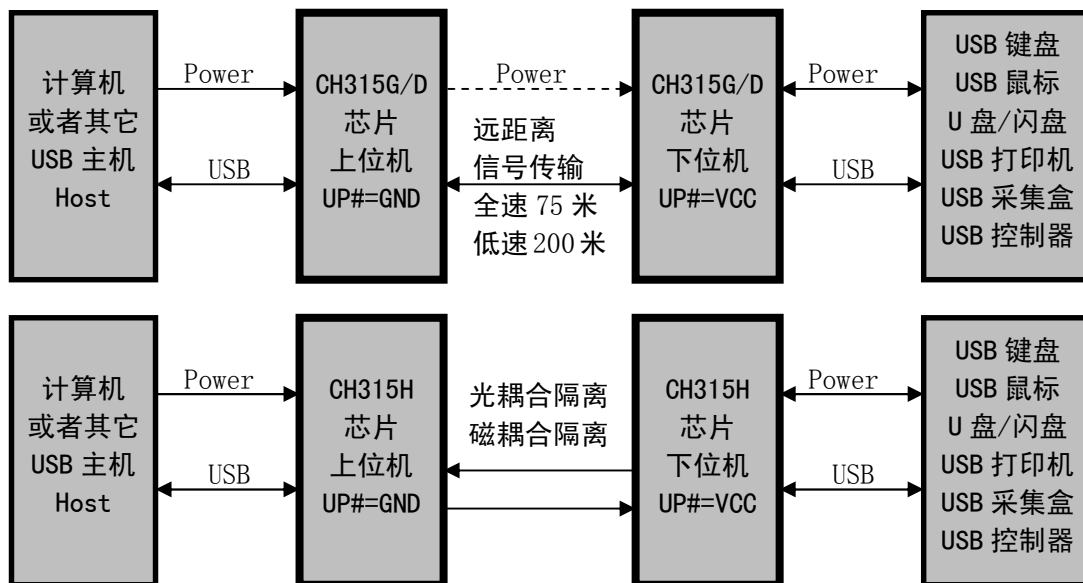 计算机
或者其它
USB 主机
Host
Power
USB
CH315G/D
芯片
上位机
UP#=GND
Power
远距离
信号传输
全速 75 米
低速 200 米
CH315G/D
芯片
下位机
UP#=VCC
Power
USB
USB 键盘
USB 鼠标
U 盘/闪盘
USB 打印机
USB 采集盒
USB 控制器
计算机
或者其它
USB 主机
Host
Power
USB
CH315H
芯片
上位机
UP#=GND
光耦合隔离
磁耦合隔离
CH315H
芯片
下位机
UP#=VCC
Power
USB
USB 键盘
USB 鼠标
U 盘/闪盘
USB 打印机
USB 采集盒
USB 控制器